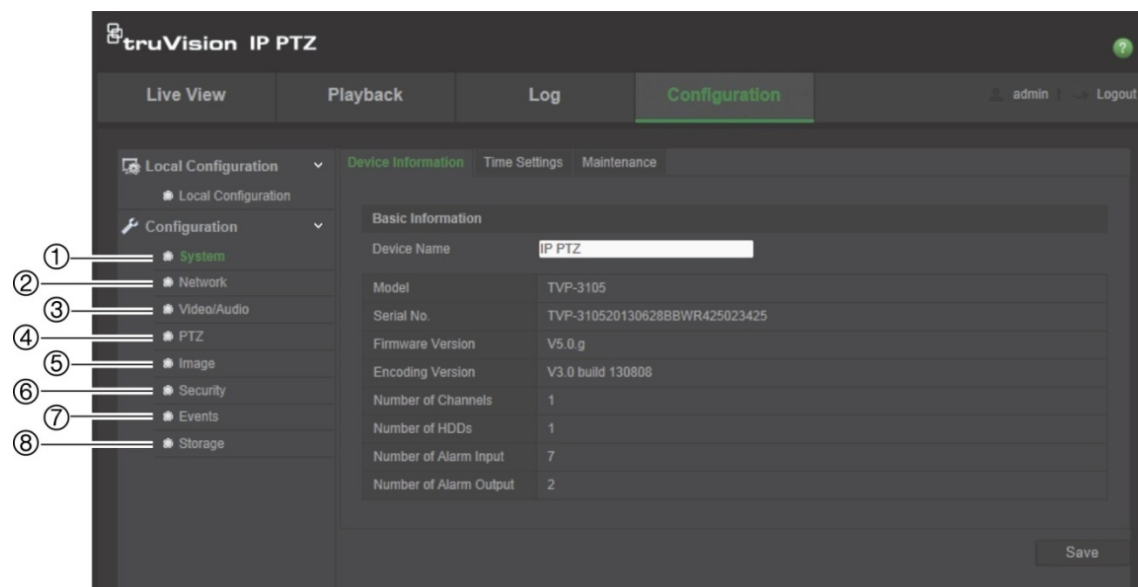 truVision IP PTZ
?
Live View Playback Log Configuration admin | Logout
Local Configuration
Local Configuration
Configuration
① System
② Network
③ Video/Audio
④ PTZ
⑤ Image
⑥ Security
⑦ Events
⑧ Storage
Device Information Time Settings Maintenance
Basic Information
Device Name IP PTZ
Model TVP-3105
Serial No. TVP-310520130628BBWR425023425
Firmware Version V5.0.g
Encoding Version V3.0 build 130808
Number of Channels 1
Number of HDDs 1
Number of Alarm Input 7
Number of Alarm Output 2
Save